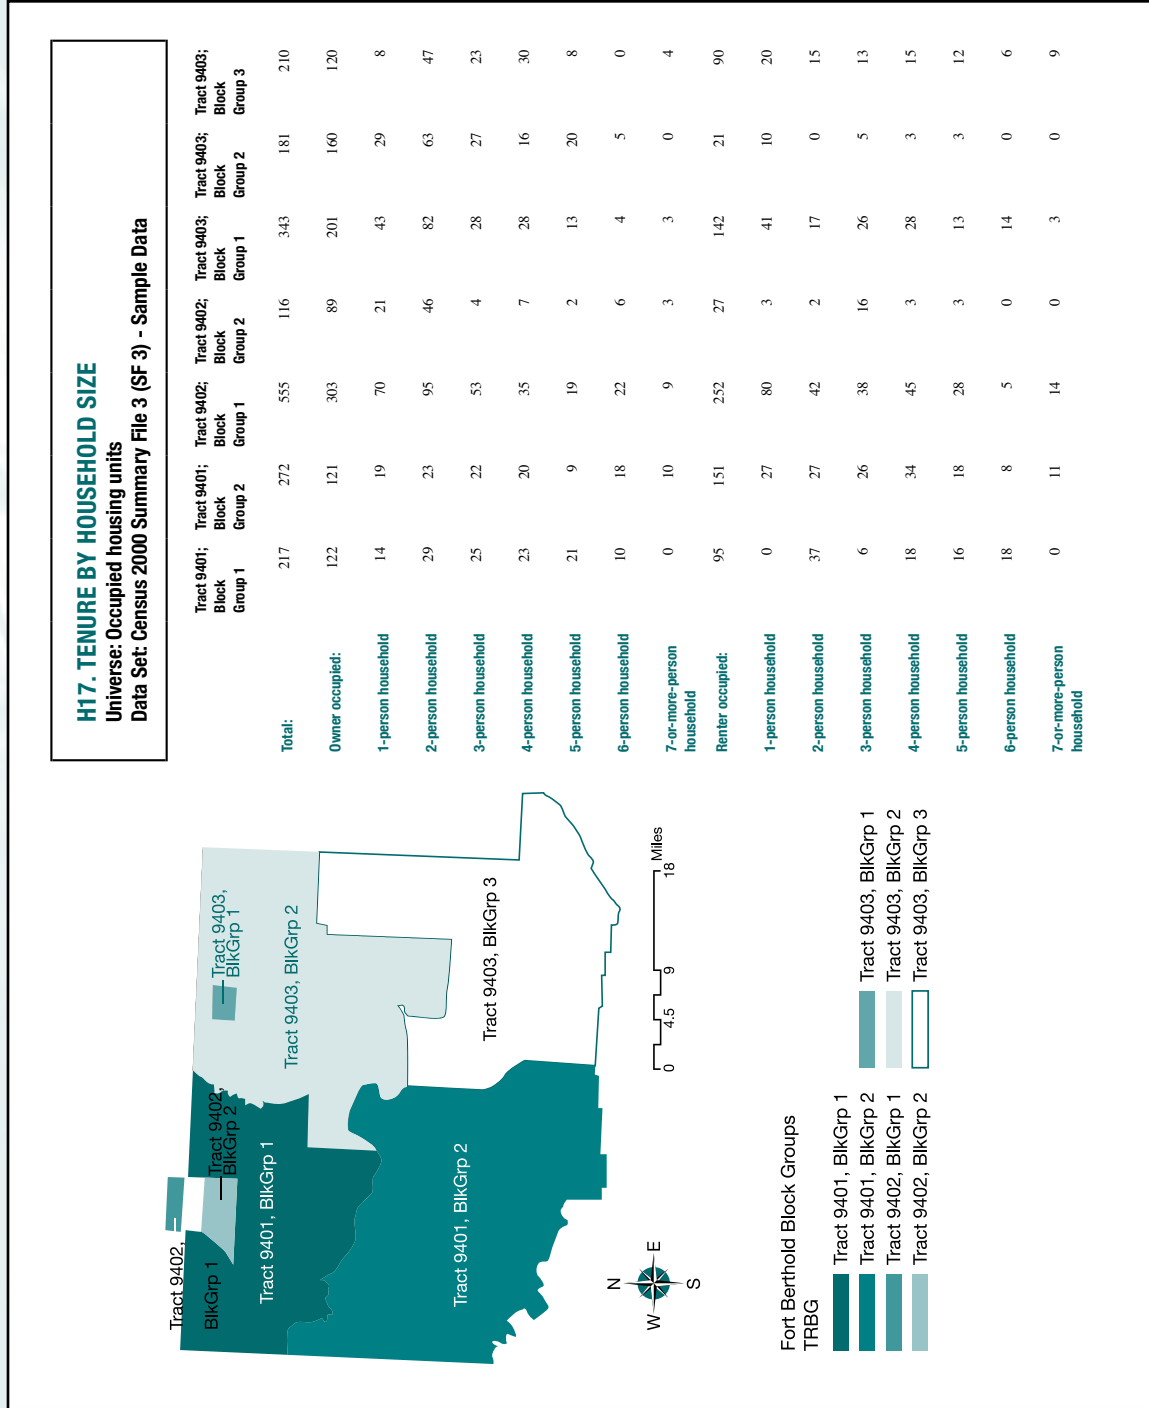 H17. TENURE BY HOUSEHOLD SIZE
Universe: Occupied housing units
Data Set: Census 2000 Summary File 3 (SF 3) - Sample Data
Tract 9401; Tract 9401; Tract 9402; Tract 9402; Tract 9403; Tract 9403; Tract 9403;
Block Block Block Block Block Block Block
Group 1 Group 2 Group 1 Group 2 Group 1 Group 2 Group 3
Total: 217 272 555 116 343 181 210
Owner occupied: 122 121 303 89 201 160 120
1-person household 14 19 70 21 43 29 8
2-person household 29 23 95 46 82 63 47
3-person household 25 22 53 4 28 27 23
4-person household 23 20 35 7 28 16 30
5-person household 21 9 19 2 13 20 8
6-person household 10 18 22 6 4 5 0
7-or-more-person 0 10 9 3 3 0 4
household
Renter occupied: 95 151 252 27 142 21 90
1-person household 0 27 80 3 41 10 20
2-person household 37 27 42 2 17 0 15
3-person household 6 26 38 16 26 5 13
4-person household 18 34 45 3 28 3 15
5-person household 16 18 28 3 13 3 12
6-person household 18 8 5 0 14 0 6
7-or-more-person 0 11 14 0 3 0 9
household
Tract 9402,
BlkGrp 1
Tract 9402,
BlkGrp 2
Tract 9403,
BlkGrp 1
Tract 9401, BlkGrp 1
Tract 9403, BlkGrp 2
Tract 9401, BlkGrp 2
Tract 9403, BlkGrp 3
N
W E
S
Miles
0 4.5 9 18
Fort Berthold Block Groups
TRBG
Tract 9401, BlkGrp 1
Tract 9401, BlkGrp 2
Tract 9402, BlkGrp 1
Tract 9402, BlkGrp 2
Tract 9403, BlkGrp 1
Tract 9403, BlkGrp 2
Tract 9403, BlkGrp 3